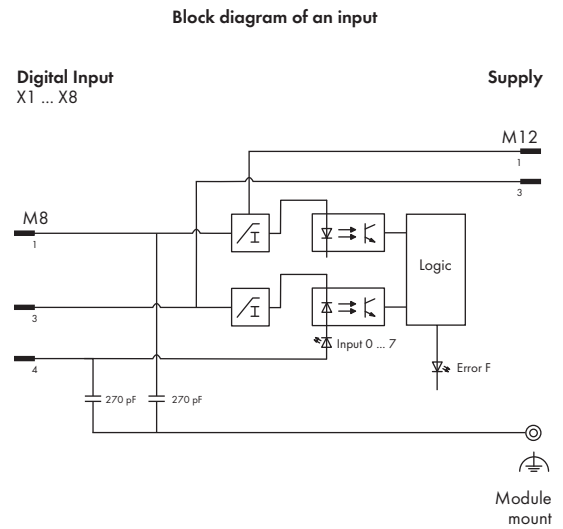 Block diagram of an input
Digital Input
X1 ... X8
Supply
M12
1
3
M8
1
Logic
3
Input 0 ... 7
4
Error F
270 pF
270 pF
Module
mount